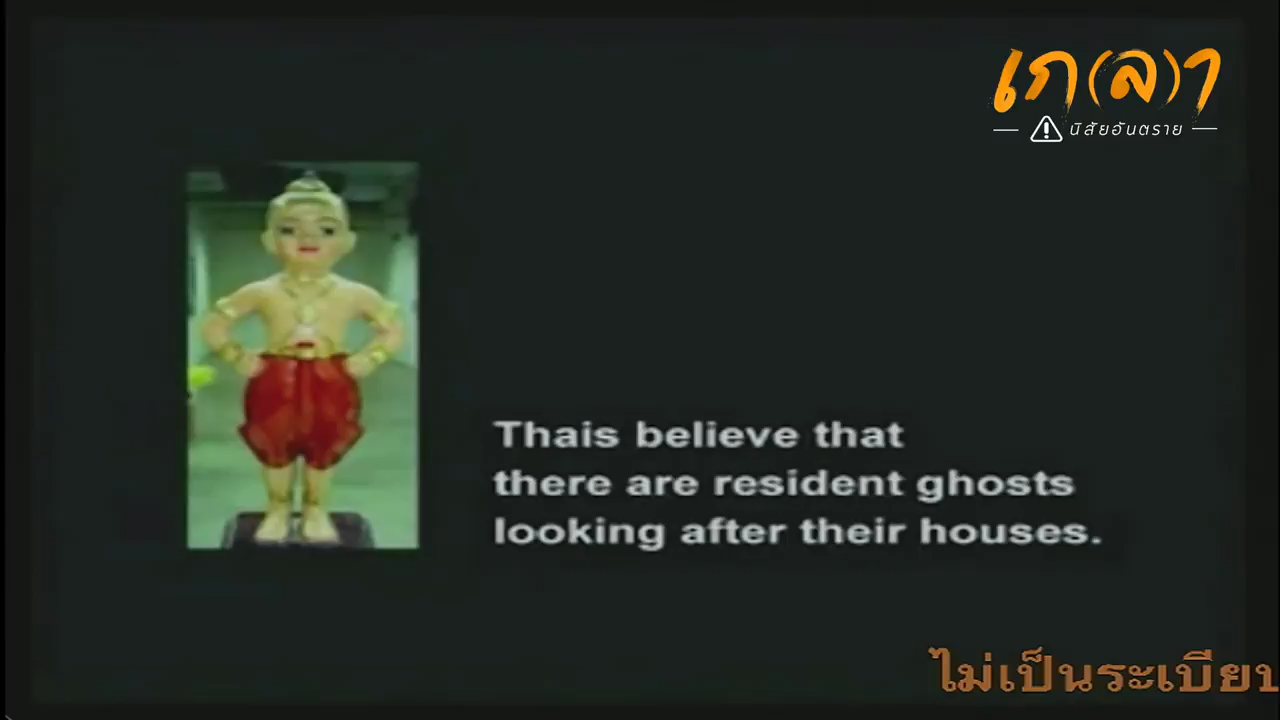 เก(ลา)
นิสัยอันตราย
Thais believe that
there are resident ghosts
looking after their houses.
ไม่เป็นระเบียบ